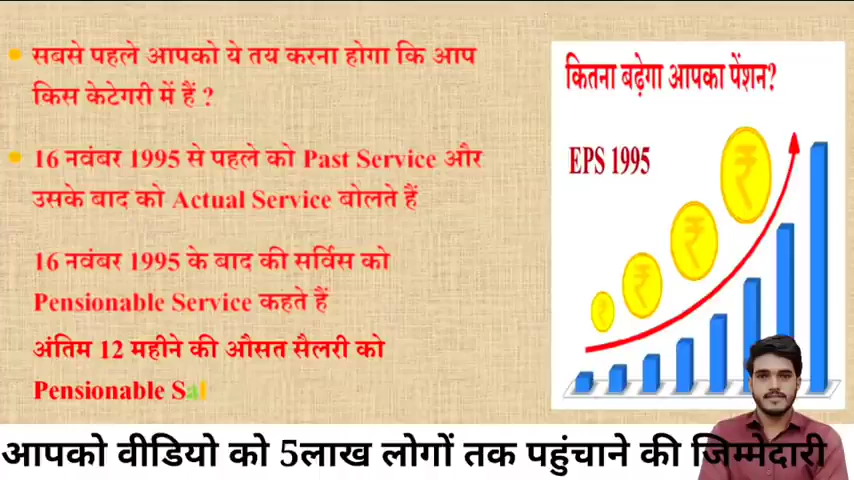 सबसे पहले आपको ये तय करना होगा कि आप
किस केटेगरी में हैं ?
16 नवंबर 1995 से पहले को Past Service और
उसके बाद को Actual Service बोलते हैं
16 नवंबर 1995 के बाद की सर्विस को
Pensionable Service कहते हैं
अंतिम 12 महीने की औसत सैलरी को
Pensionable Sal
कितना बढ़ेगा आपका पेंशन?
EPS 1995
आपको वीडियो को 5लाख लोगों तक पहुंचाने की जिम्मेदारी